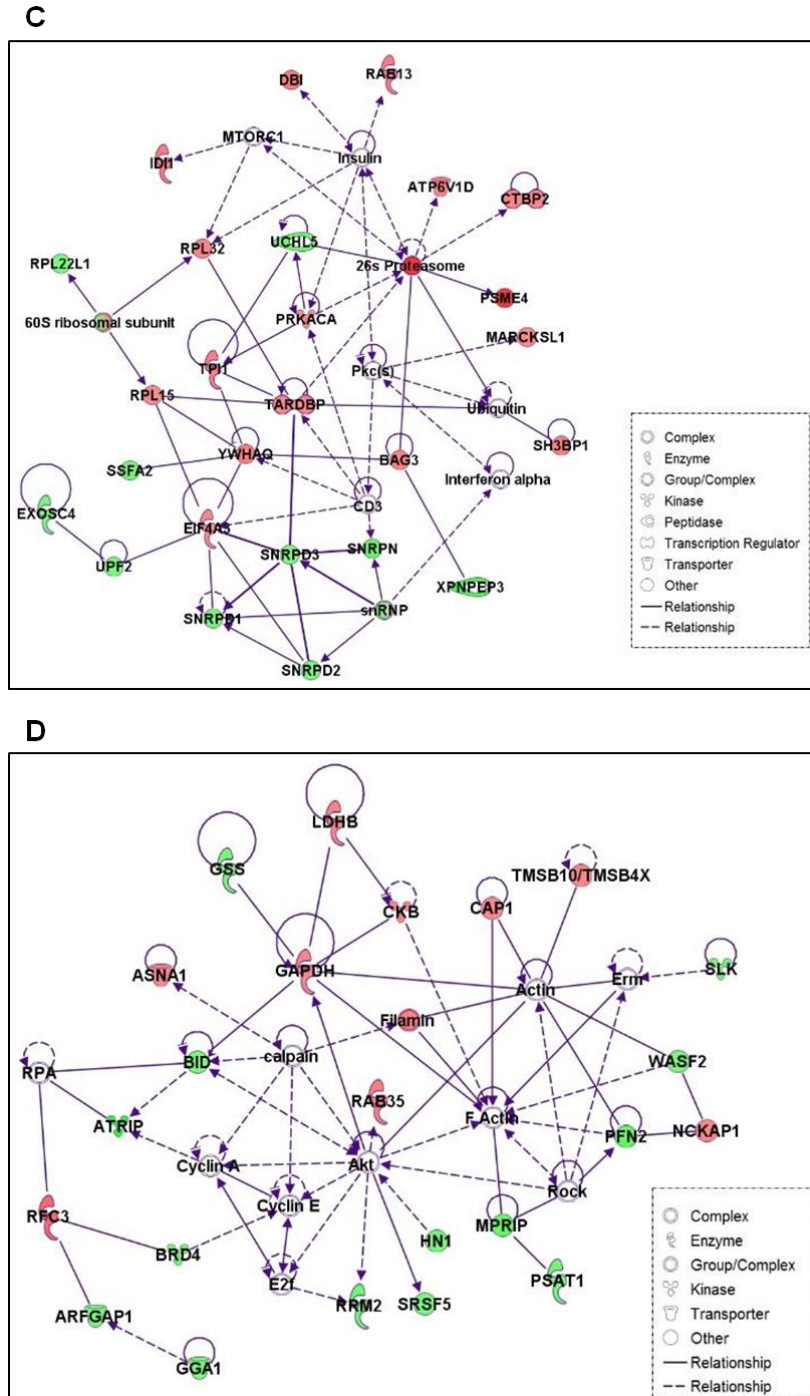 C
RAB13
DBI
MTORC1
Insulin
IDI1
ATP6V1D
CTBP2
UCHL5
RPL32
RPL22L1
26s Proteasome
PSME4
60S ribosomal subunit
PRKACA
MARCKSL1
TPI1
Pkc(s)
RPL15
TARDBP
Ubiquitin
SH3BP1
YWHAQ
BAG3
SSFA2
Interferon alpha
CD3
EXOSC4
EIF4A3
SNRPD3
SNRPN
UPF2
XPNPEP3
snRNP
SNRPD1
SNRPD2
Complex
Enzyme
Group/Complex
Kinase
Peptidase
Transcription Regulator
Transporter
Other
Relationship
Relationship
D
LDHB
GSS
TMSB10/TMSB4X
CKB
CAP1
ASNA1
GAPDH
Erm
SLK
Actin
Filamin
calpain
BID
WASF2
RPA
RAB35
F Actin
ATRIP
PFN2
NCKAP1
Cyclin A
Akt
Rock
Cyclin E
RFC3
MPRIP
HN1
BRD4
E2f
PSAT1
RRM2
SRSF5
ARFGAP1
GGA1
Complex
Enzyme
Group/Complex
Kinase
Transporter
Other
Relationship
Relationship